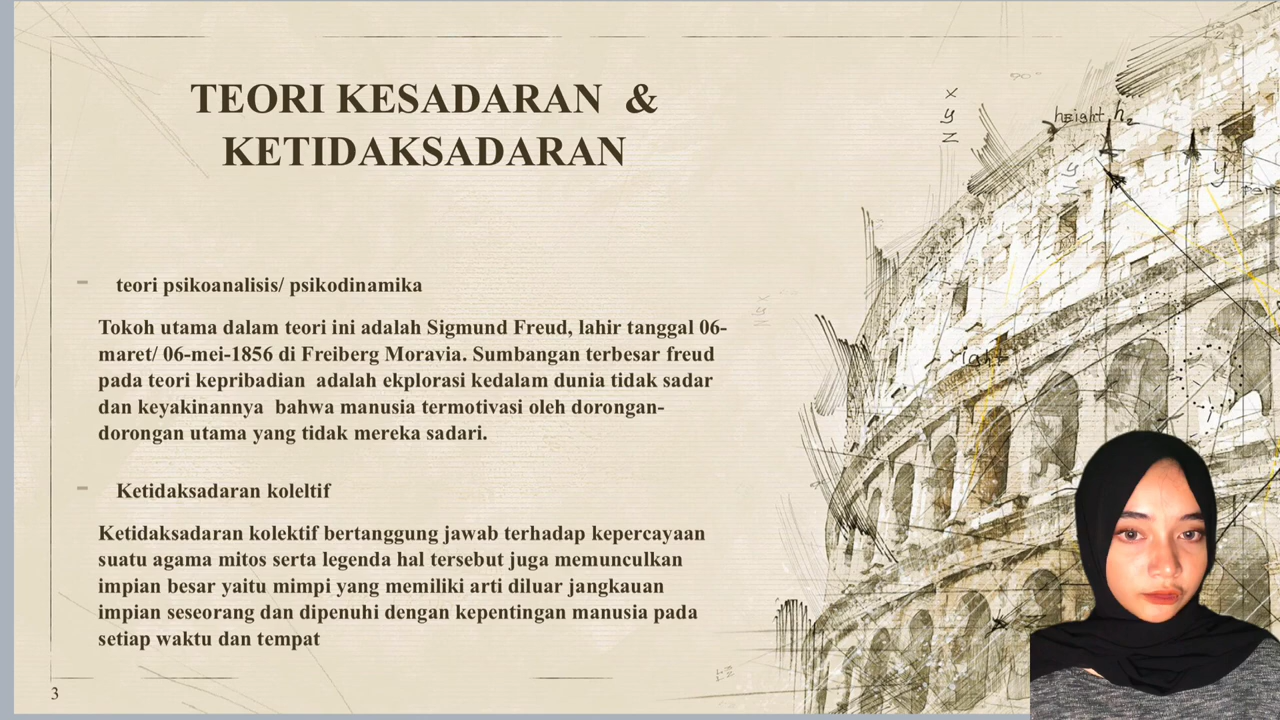 TEORI KESADARAN &
KETIDAKSADARAN
- teori psikoanalisis/ psikodinamika
Tokoh utama dalam teori ini adalah Sigmund Freud, lahir tanggal 06-
maret/ 06-mei-1856 di Freiberg Moravia. Sumbangan terbesar freud
pada teori kepribadian adalah ekplorasi kedalam dunia tidak sadar
dan keyakinannya bahwa manusia termotivasi oleh dorongan-
dorongan utama yang tidak mereka sadari.
- Ketidaksadaran koleltif
Ketidaksadaran kolektif bertanggung jawab terhadap kepercayaan
suatu agama mitos serta legenda hal tersebut juga memunculkan
impian besar yaitu mimpi yang memiliki arti diluar jangkauan
impian seseorang dan dipenuhi dengan kepentingan manusia pada
setiap waktu dan tempat
3
90°
x
y
z
height h2